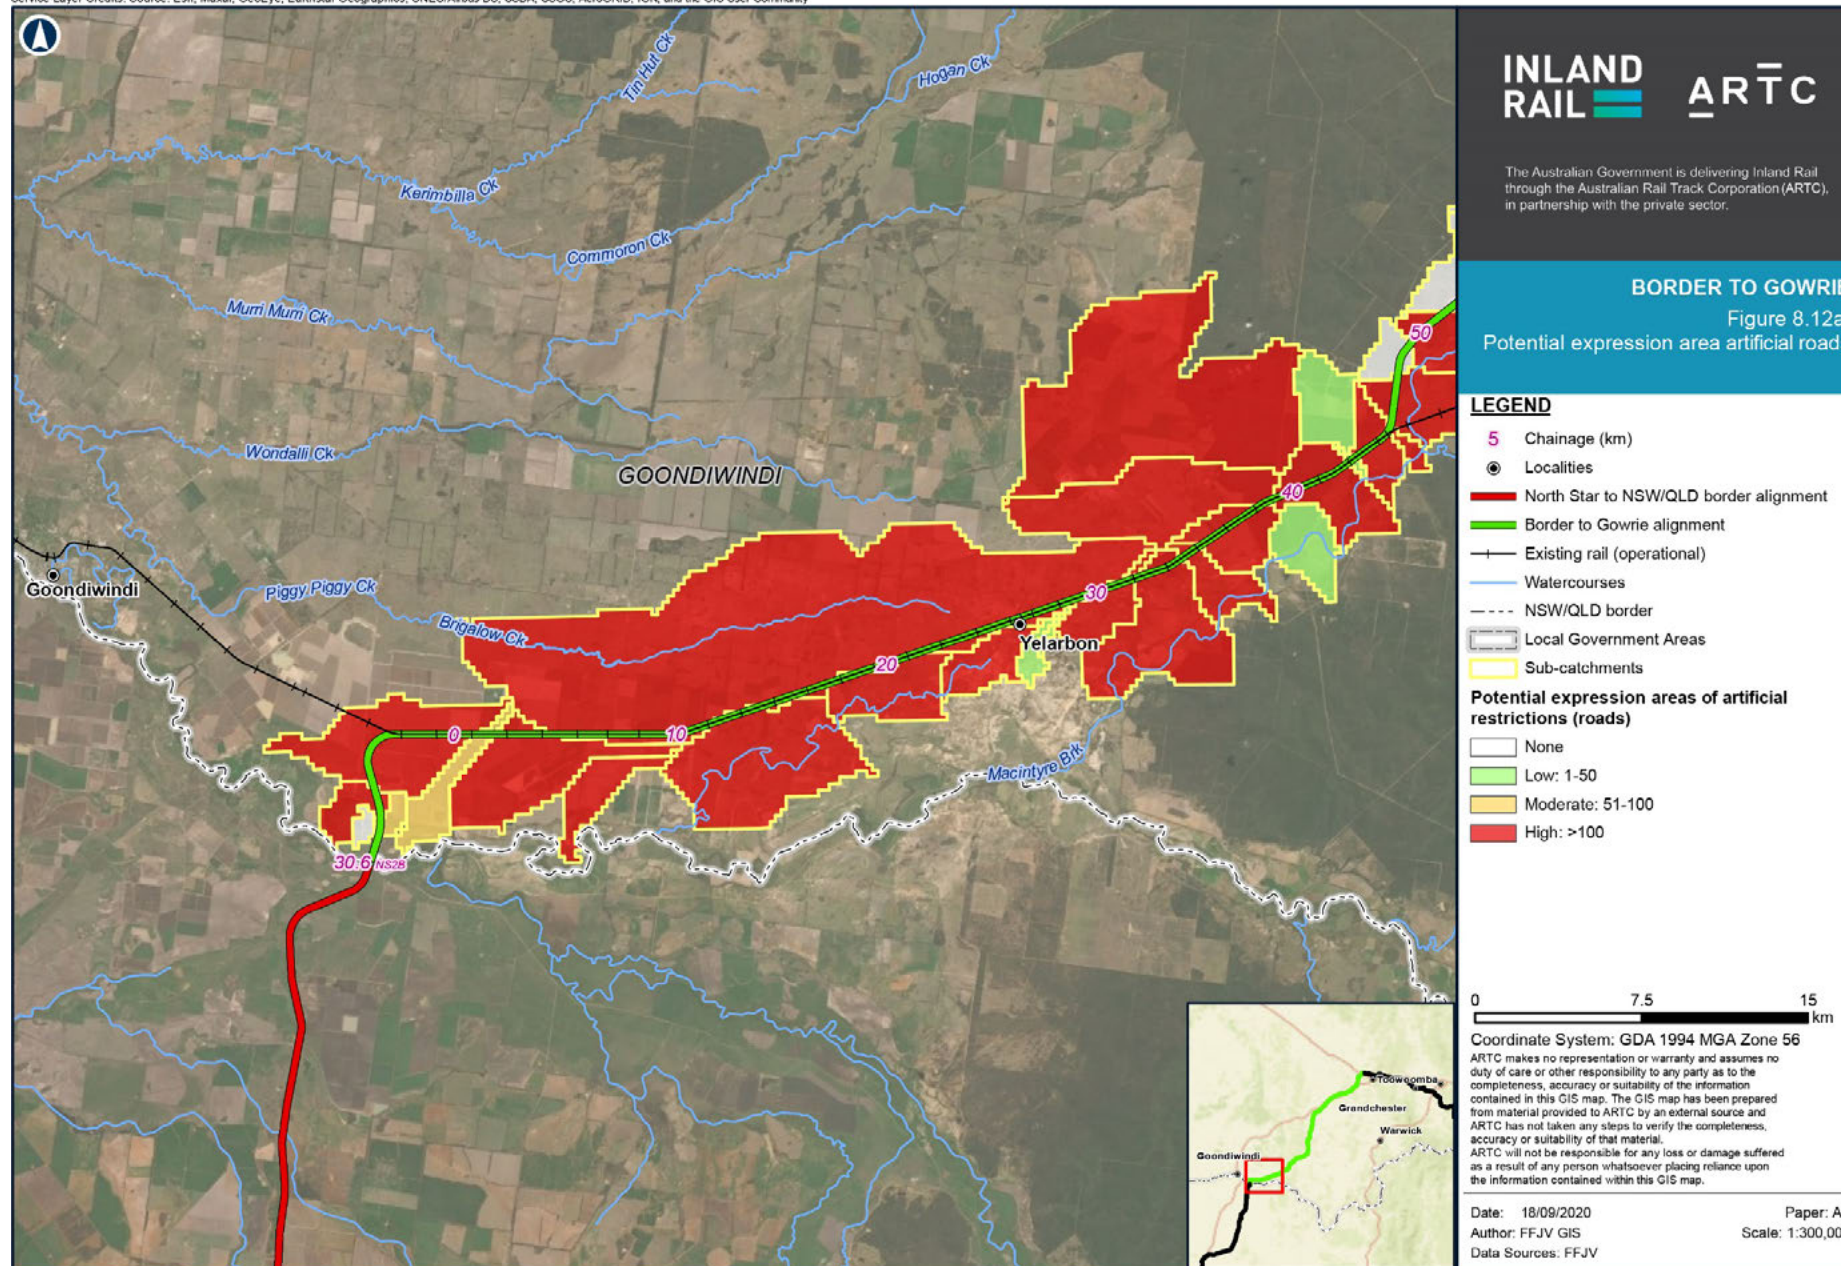 Tin Hut Ck
Hogan Ck
Kerimbilla Ck
Commoron Ck
Murri Murri Ck
Wondalli Ck
GOONDIWINDI
Goondiwindi
Piggy Piggy Ck
Brigalow Ck
Yelarbon
Macintyre Brk
50
40
30
20
10
0
30.6 NS2B
INLAND
RAIL
ARTC
The Australian Government is delivering Inland Rail
through the Australian Rail Track Corporation (ARTC),
in partnership with the private sector.
BORDER TO GOWRIE
Figure 8.12a
Potential expression area artificial road
LEGEND
5 Chainage (km)
Localities
North Star to NSW/QLD border alignment
Border to Gowrie alignment
Existing rail (operational)
Watercourses
NSW/QLD border
Local Government Areas
Sub-catchments
Potential expression areas of artificial
restrictions (roads)
None
Low: 1-50
Moderate: 51-100
High: >100
0 7.5 15
km
Coordinate System: GDA 1994 MGA Zone 56
ARTC makes no representation or warranty and assumes no
duty of care or other responsibility to any party as to the
completeness, accuracy or suitability of the information
contained in this GIS map. The GIS map has been prepared
from material provided to ARTC by an external source and
ARTC has not taken any steps to verify the completeness,
accuracy or suitability of that material.
ARTC will not be responsible for any loss or damage suffered
as a result of any person whatsoever placing reliance upon
the information contained within this GIS map.
Date: 18/09/2020 Paper: A
Author: FFJV GIS Scale: 1:300,00
Data Sources: FFJV
Toowoomba
Grandchester
Warwick
Goondiwindi